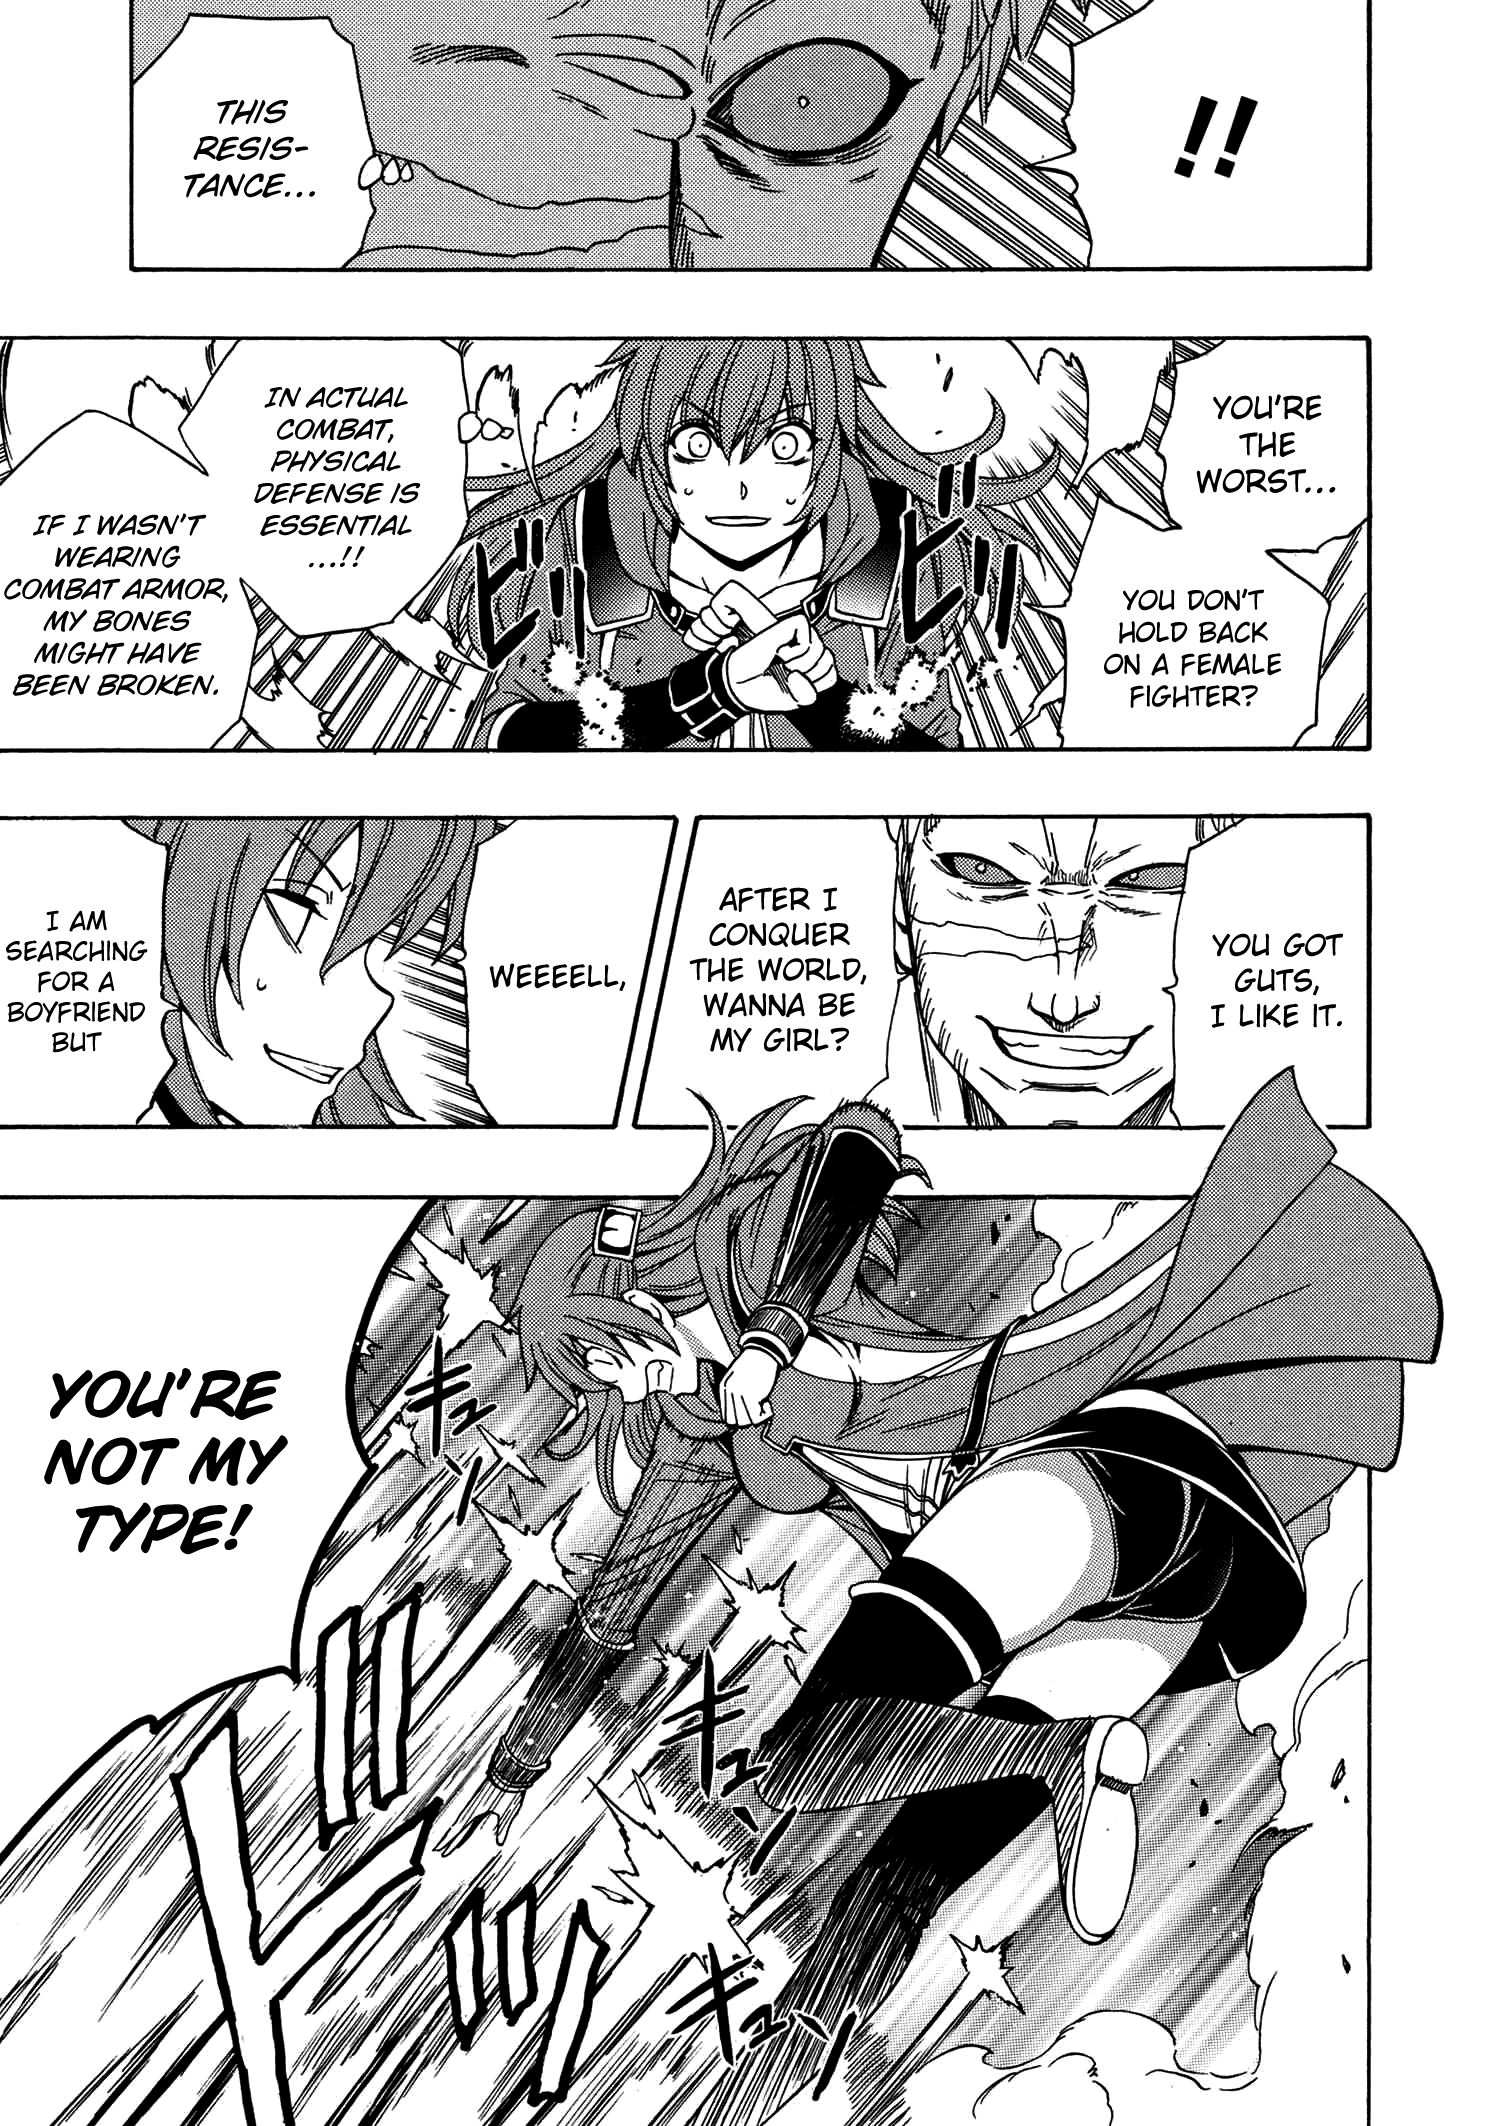 !!
THIS
RESIS-
TANCE...
YOU'RE
THE
WORST...
YOU DON'T
HOLD BACK
ON A FEMALE
FIGHTER?
ビリ
ビリ
IN ACTUAL
COMBAT,
PHYSICAL
DEFENSE IS
ESSENTIAL
...!!
IF I WASN'T
WEARING
COMBAT ARMOR,
MY BONES
MIGHT HAVE
BEEN BROKEN.
YOU GOT
GUTS,
I LIKE IT.
AFTER I
CONQUER
THE WORLD,
WANNA BE
MY GIRL?
WEEEELL,
I AM
SEARCHING
FOR A
BOYFRIEND
BUT
YOU'RE
NOT MY
TYPE!
キュン
キュン
キュン